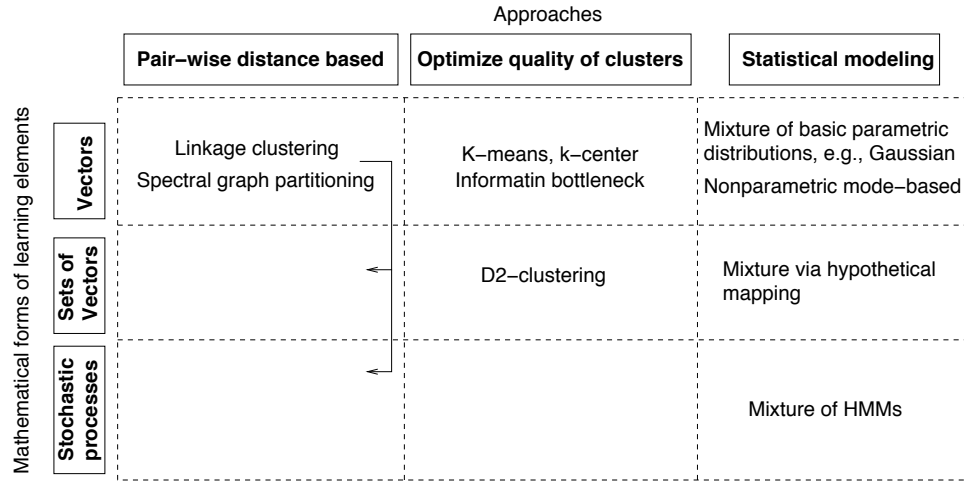 Approaches
Pair-wise distance based
Optimize quality of clusters
Statistical modeling
Mathematical forms of learning elements
Vectors
Linkage clustering
Spectral graph partitioning
K-means, k-center
Informatin bottleneck
Mixture of basic parametric
distributions, e.g., Gaussian
Nonparametric mode-based
Sets of
Vectors
D2-clustering
Mixture via hypothetical
mapping
Stochastic
processes
Mixture of HMMs